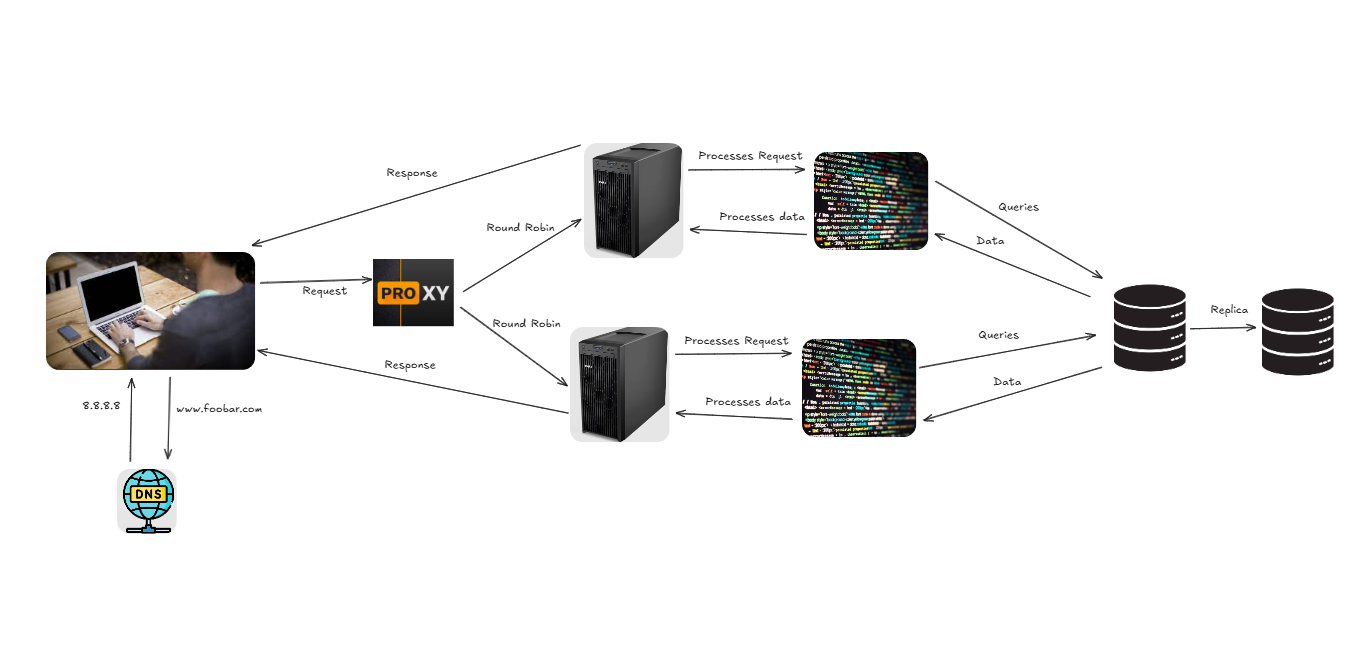 Response
Processes Request
Processes data
Queries
Data
Round Robin
Request
PRO XY
Round Robin
Replica
Response
Processes Request
Processes data
Queries
Data
8.8.8.8
www.foobar.com
DNS